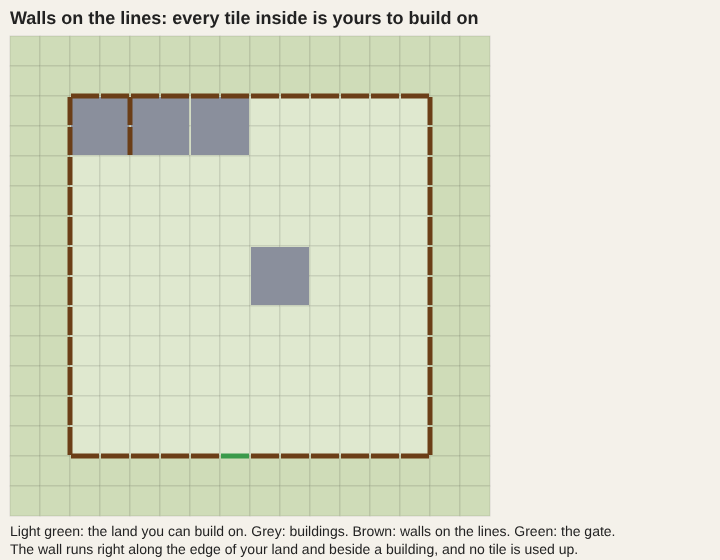 Walls on the lines: every tile inside is yours to build on
Light green: the land you can build on. Grey: buildings. Brown: walls on the lines. Green: the gate.
The wall runs right along the edge of your land and beside a building, and no tile is used up.